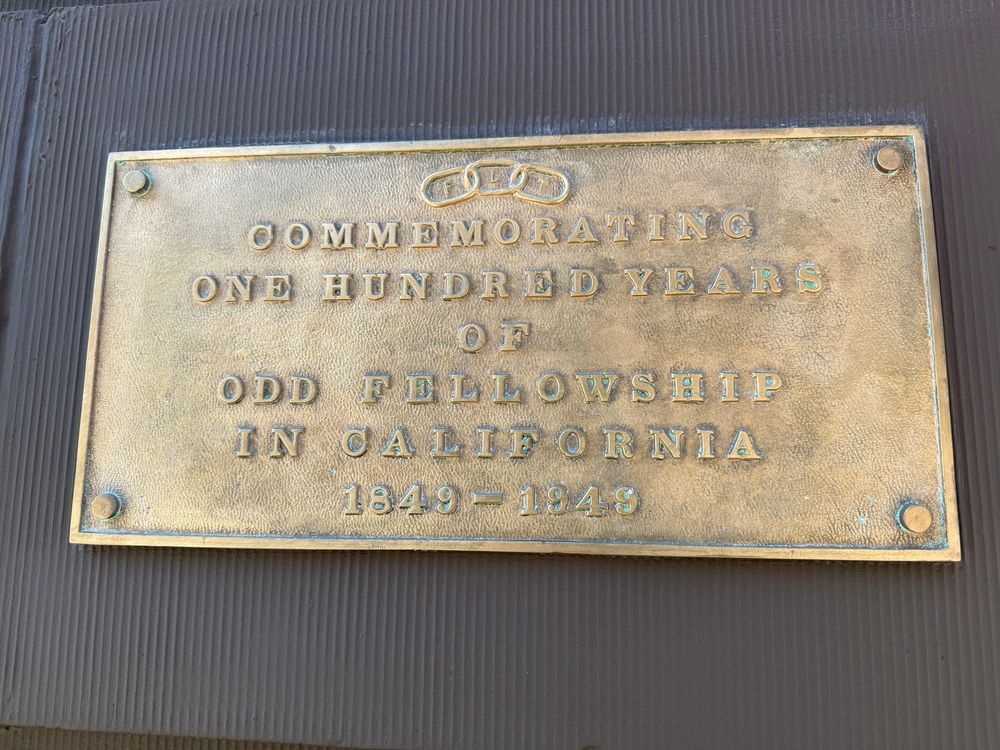 F L T
COMMEMORATING
ONE HUNDRED YEARS
OF
ODD FELLOWSHIP
IN CALIFORNIA
1849-1949